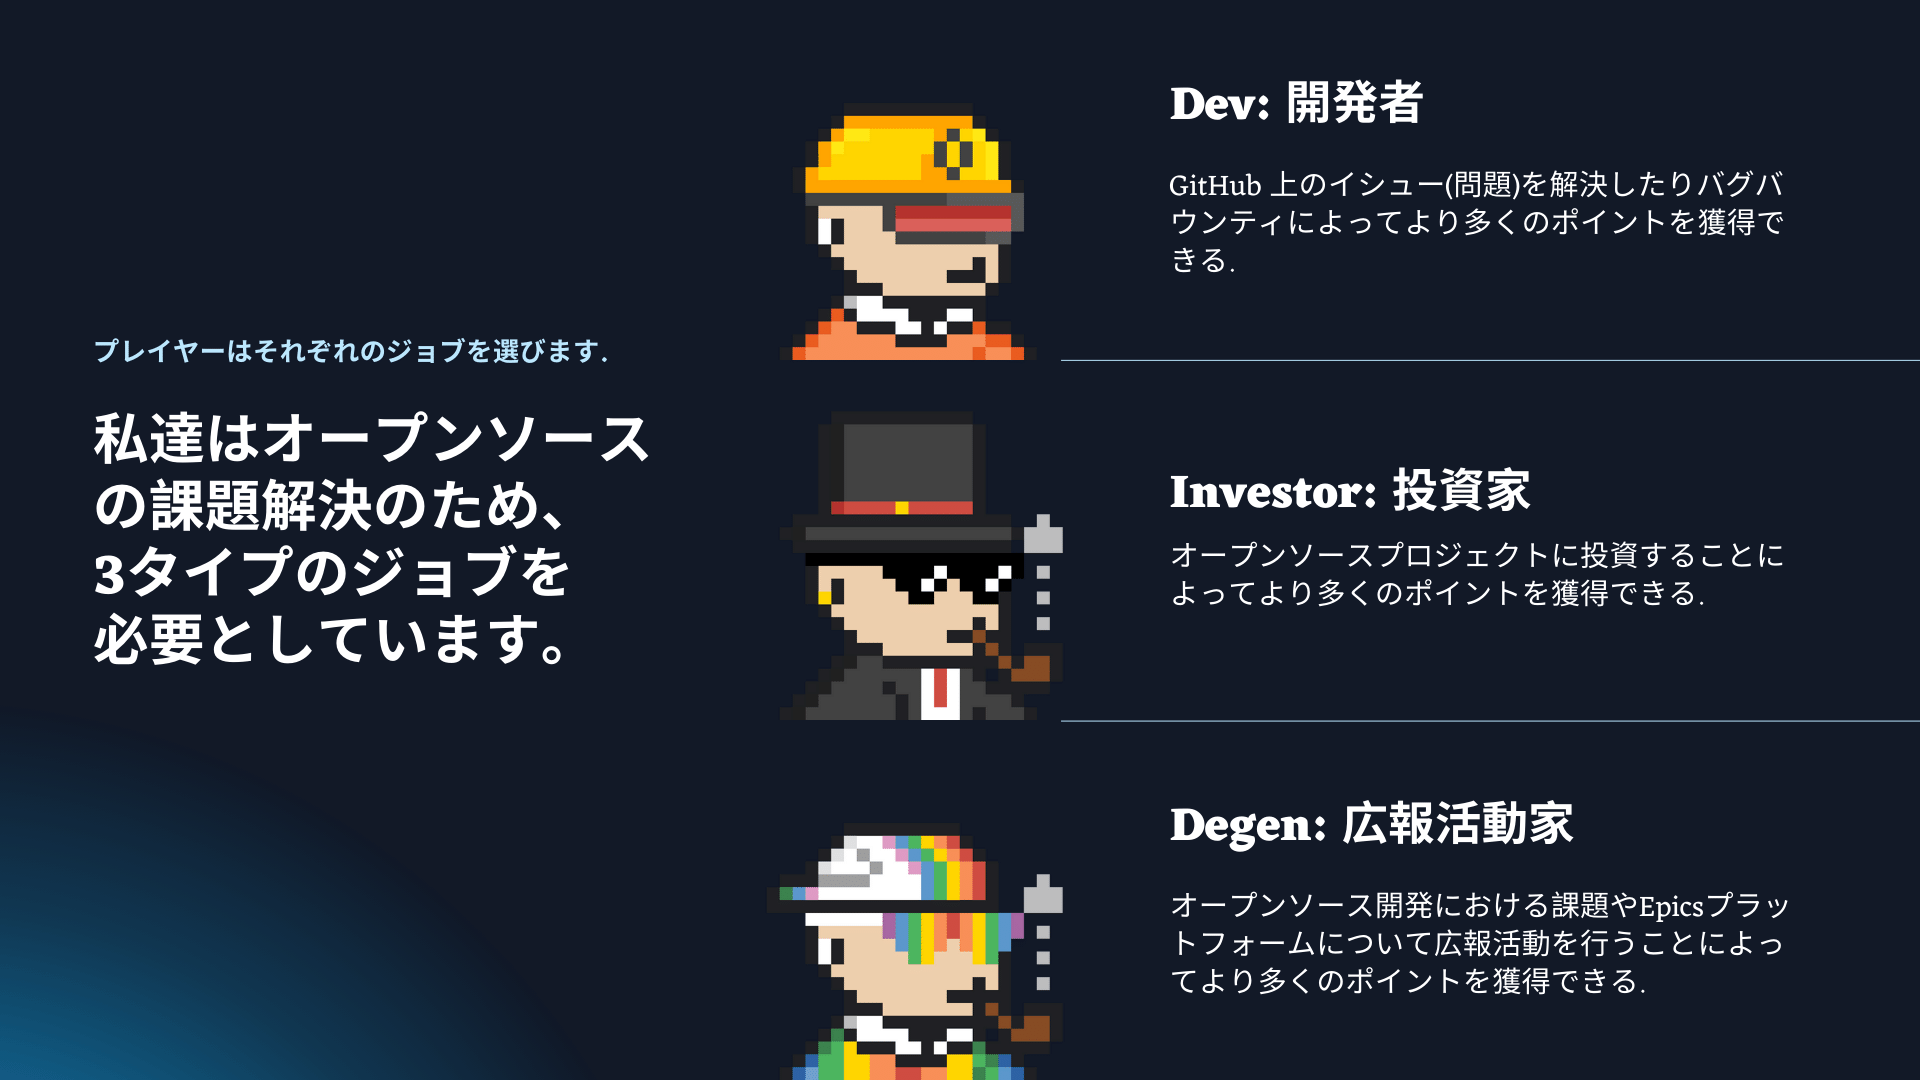 プレイヤーはそれぞれのジョブを選びます.
私達はオープンソース
の課題解決のため、
3タイプのジョブを
必要としています。
Dev: 開発者
GitHub 上のイシュー(問題)を解決したりバグバ
ウンティによってより多くのポイントを獲得で
きる.
Investor: 投資家
オープンソースプロジェクトに投資することに
よってより多くのポイントを獲得できる.
Degen: 広報活動家
オープンソース開発における課題やEpicsプラッ
トフォームについて広報活動を行うことによっ
てより多くのポイントを獲得できる.